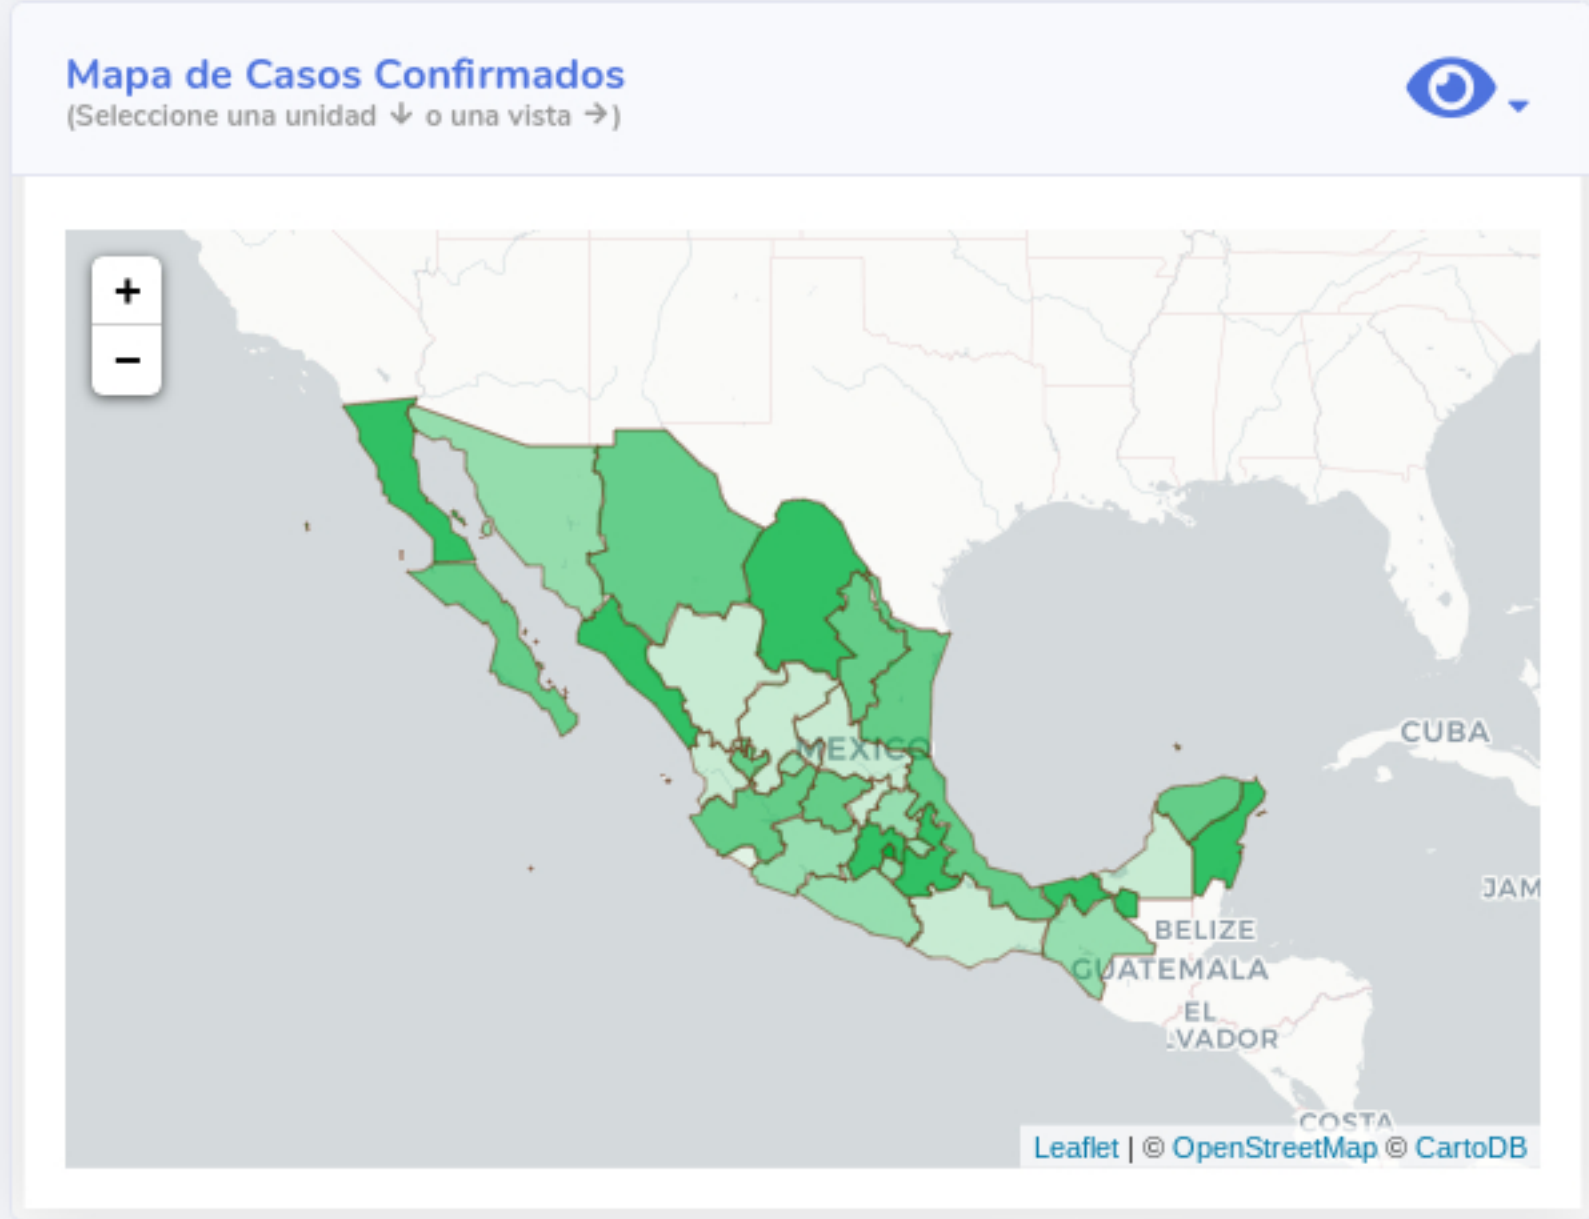 Mapa de Casos Confirmados
(Seleccione una unidad ↓ o una vista →)
+
−
MEXICO
CUBA
JAM
BELIZE
GUATEMALA
EL
VADOR
COSTA
Leaflet | © OpenStreetMap © CartoDB